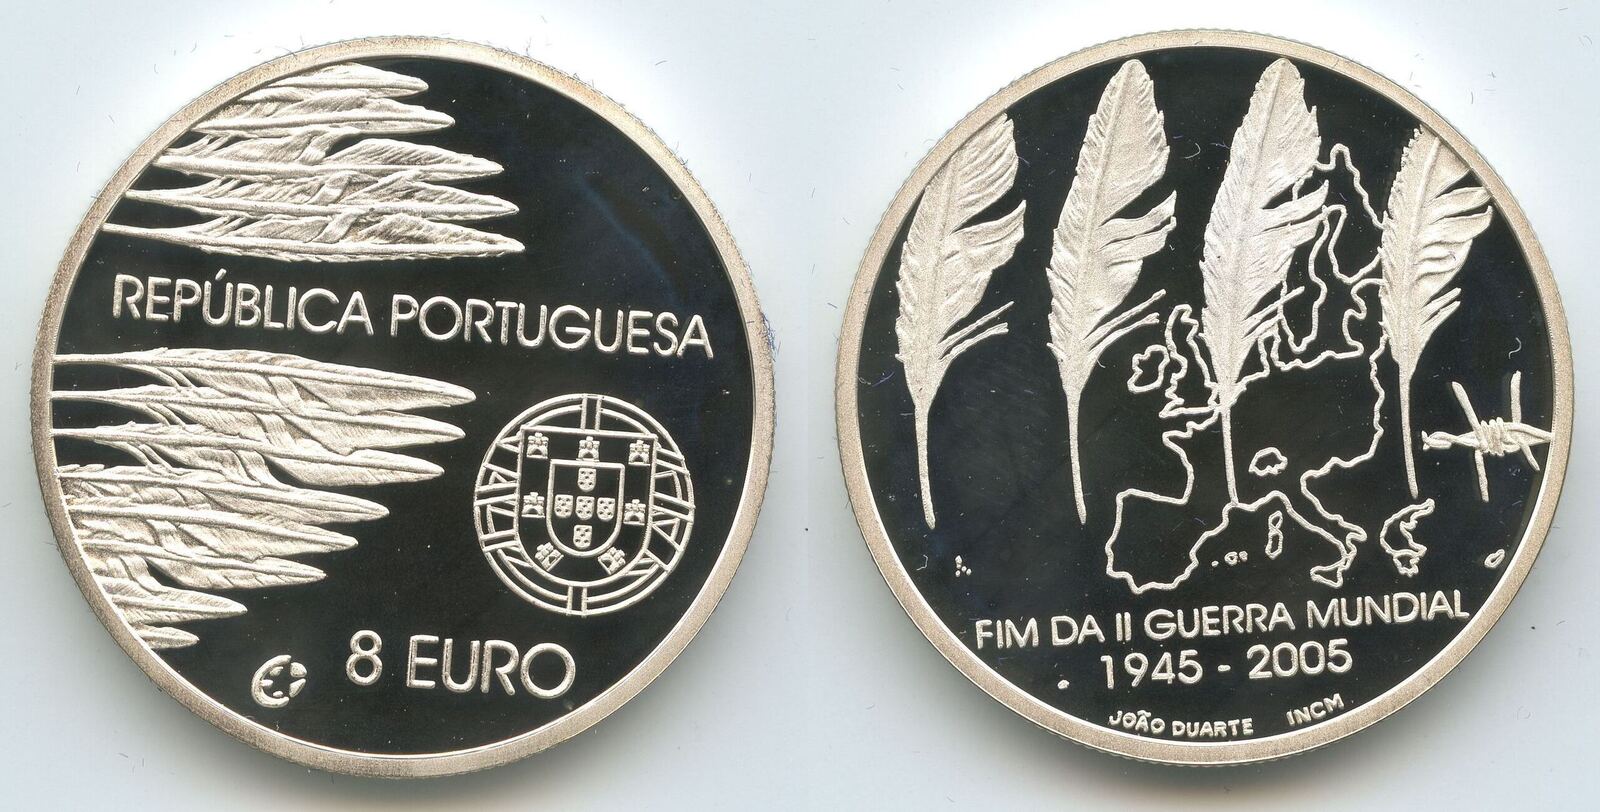 REPÚBLICA PORTUGUESA
8 EURO
FIM DA II GUERRA MUNDIAL
1945 - 2005
JOÃO DUARTE INCM